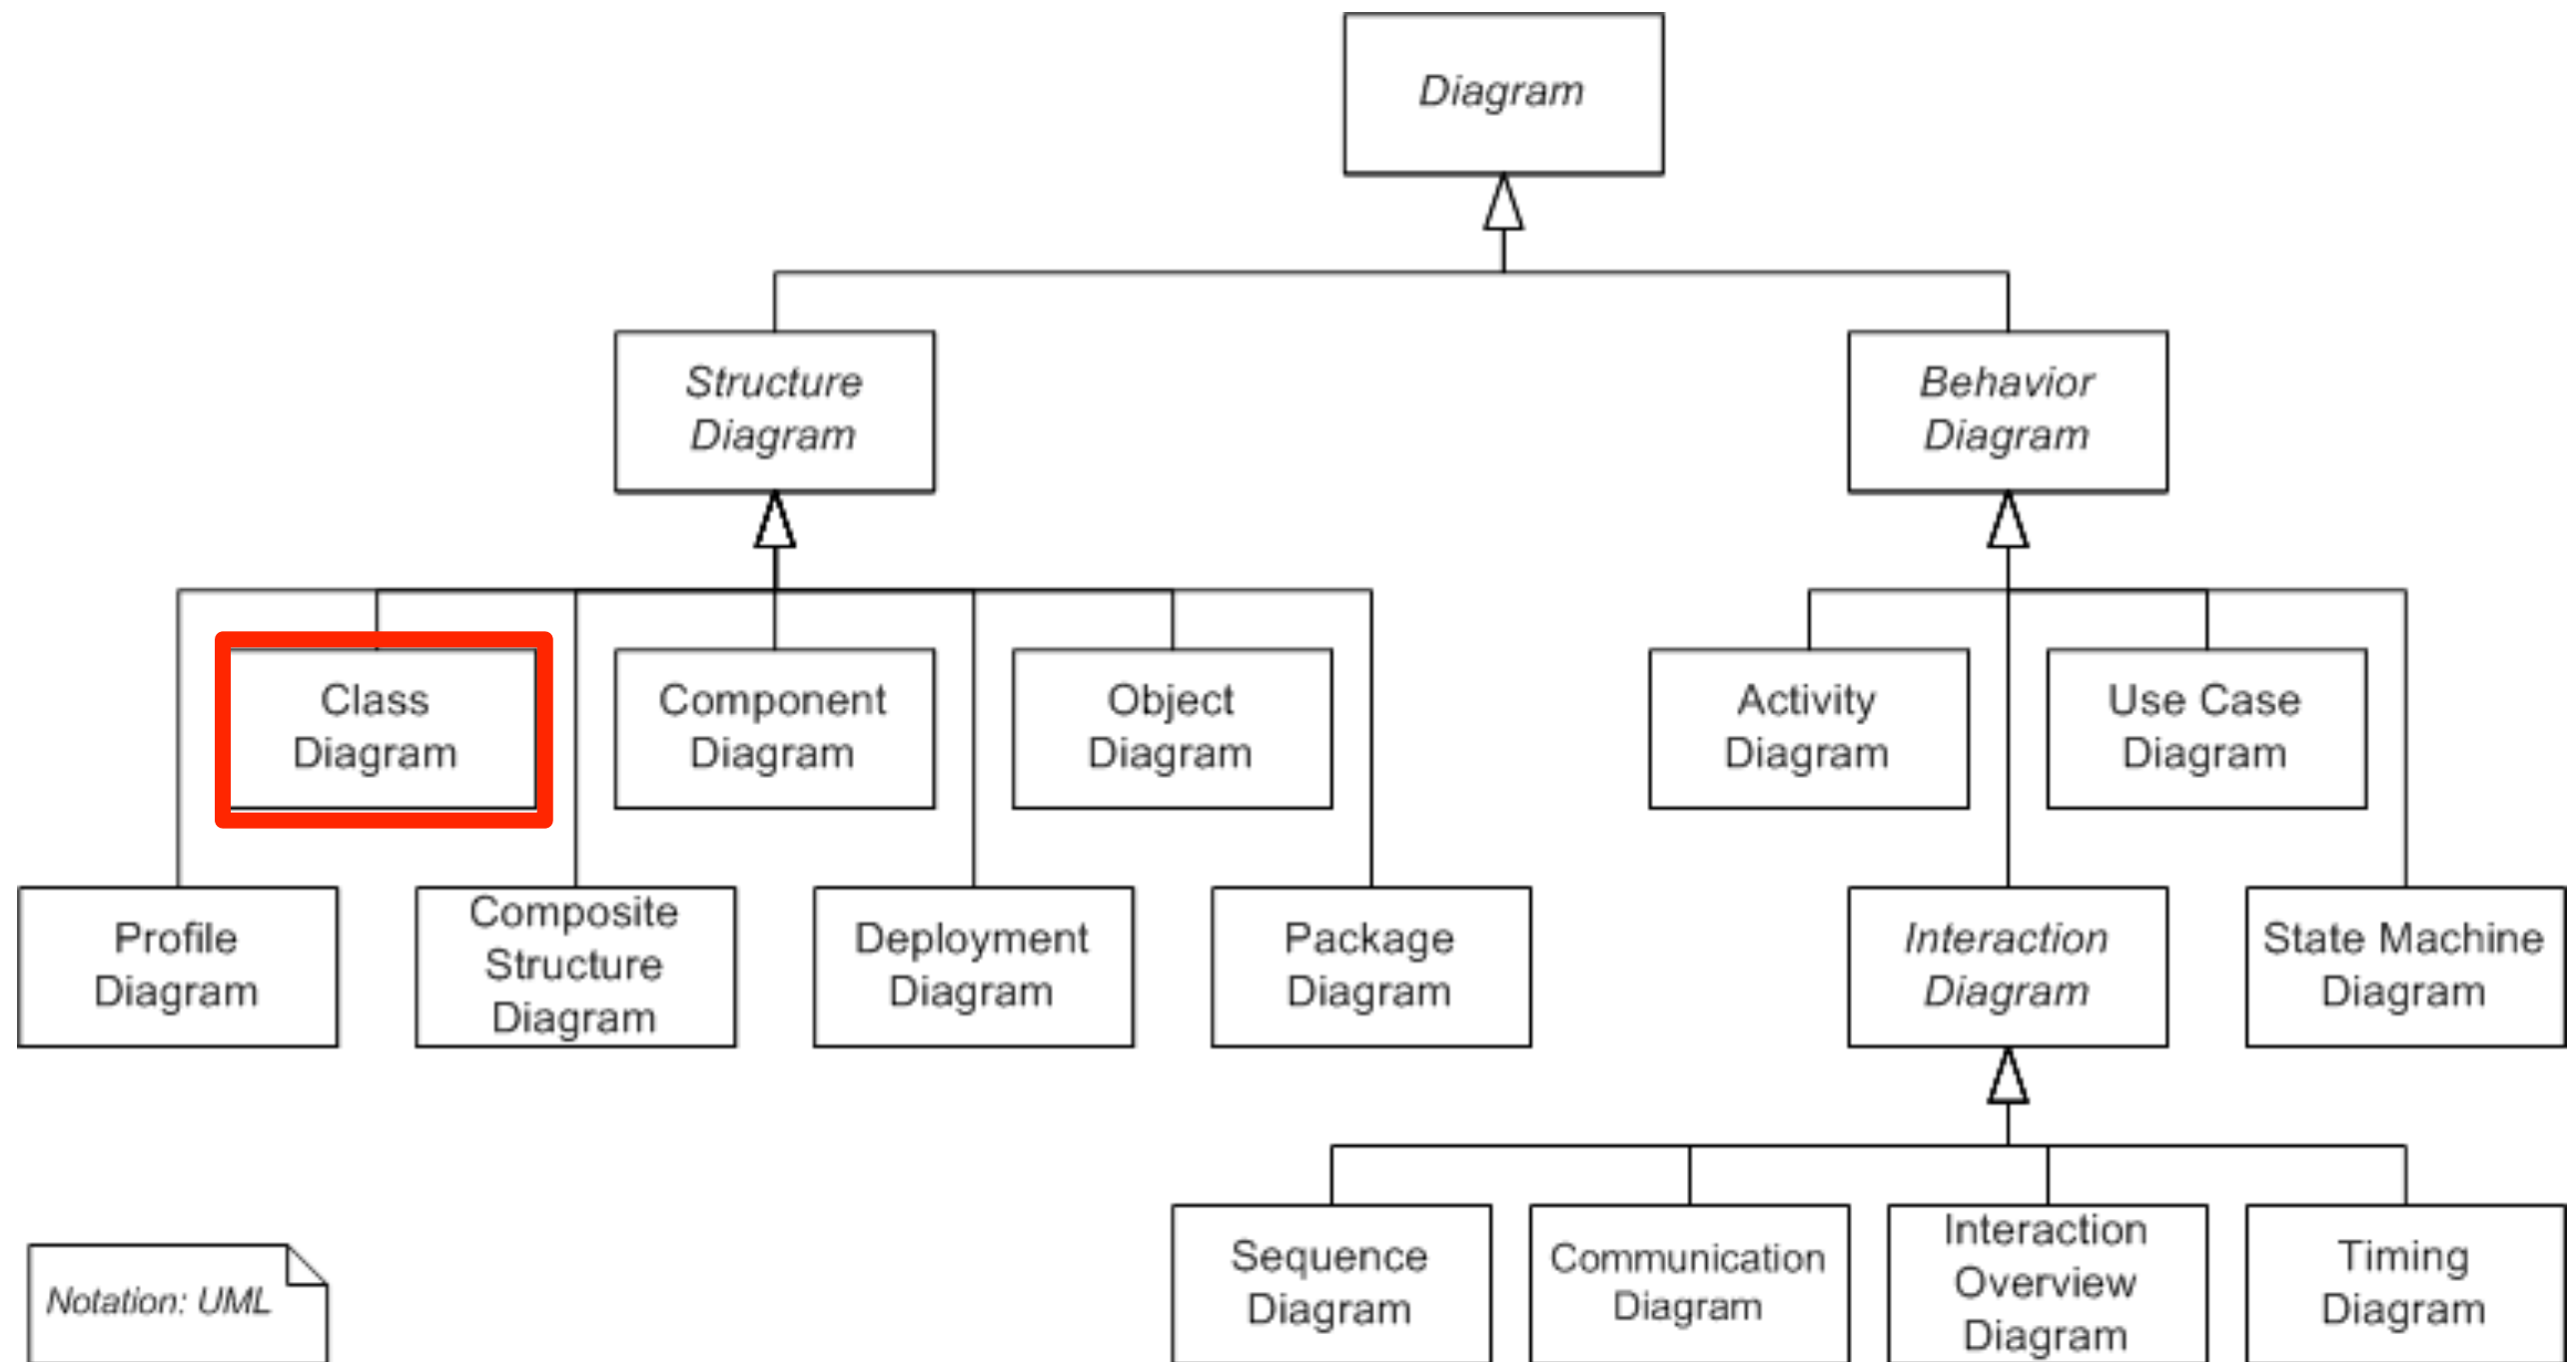 Diagram
Structure
Diagram
Behavior
Diagram
Class
Diagram
Component
Diagram
Object
Diagram
Activity
Diagram
Use Case
Diagram
Profile
Diagram
Composite
Structure
Diagram
Deployment
Diagram
Package
Diagram
Interaction
Diagram
State Machine
Diagram
Sequence
Diagram
Communication
Diagram
Interaction
Overview
Diagram
Timing
Diagram
Notation: UML